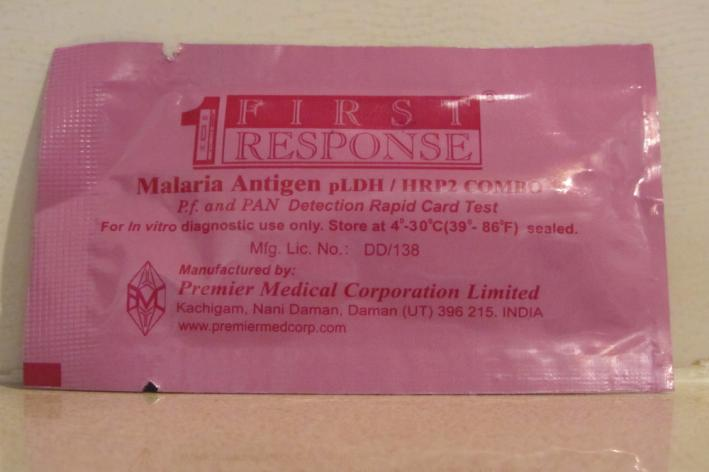 1 FIRST
RESPONSE®
Malaria Antigen pLDH / HRP2 COMBO
P.f. and PAN Detection Rapid Card Test
For In vitro diagnostic use only. Store at 4°-30°C(39°- 86°F) sealed.
Mfg. Lic. No.: DD/138
Manufactured by:
Premier Medical Corporation Limited
Kachigam, Nani Daman, Daman (UT) 396 215. INDIA
www.premiermedcorp.com